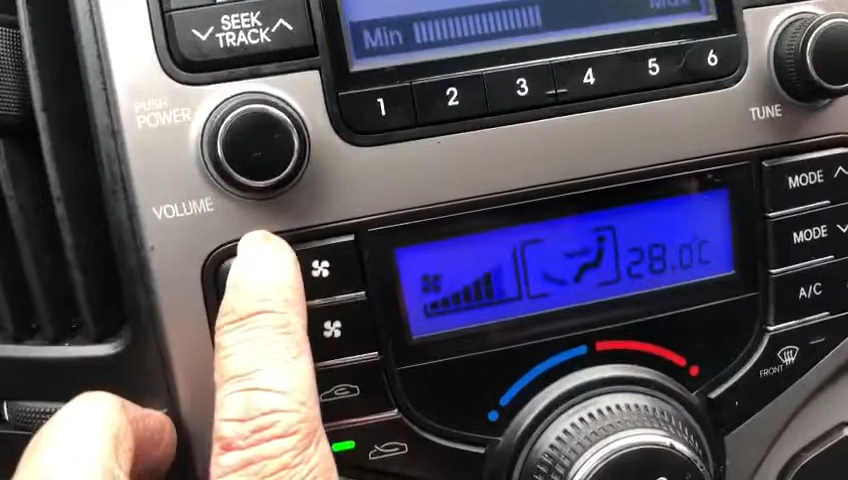 SEEK
TRACK
Min
Max
1 2 3 4 5 6
PUSH
POWER
VOLUME
TUNE
MODE
MODE
A/C
FRONT
28.0°C